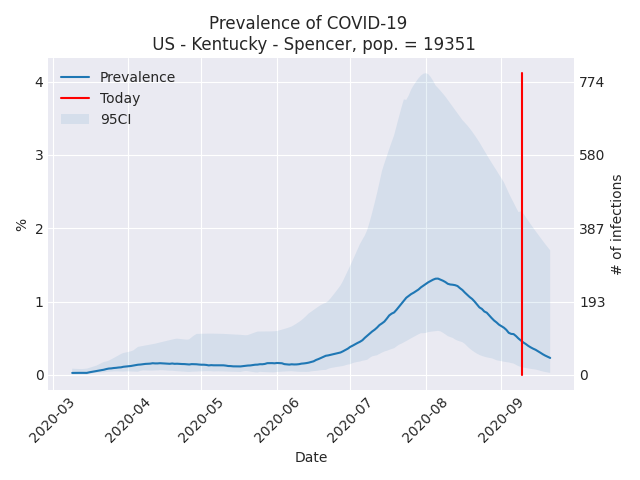 Prevalence of COVID-19
US - Kentucky - Spencer, pop. = 19351
Prevalence
Today
95CI
%
4
3
2
1
0
774
580
387
193
0
# of infections
2020-03
2020-04
2020-05
2020-06
2020-07
2020-08
2020-09
Date